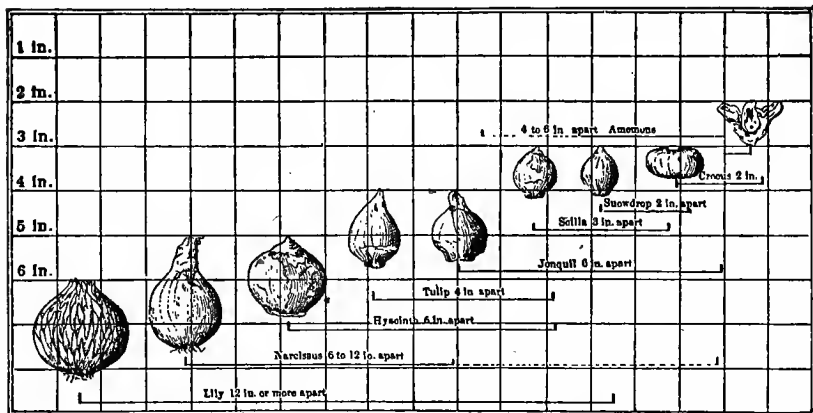 1 in.
2 in.
3 in.
4 to 6 in. apart Anemone
4 in.
Crocus 2 in.
Snowdrop 2 in. apart
Scilla 3 in. apart
5 in.
Jonquil 6 in. apart
6 in.
Tulip 4 in apart
Hyacinth 6 in. apart
Narcissus 6 to 12 in. apart
Lily 12 in. or more apart